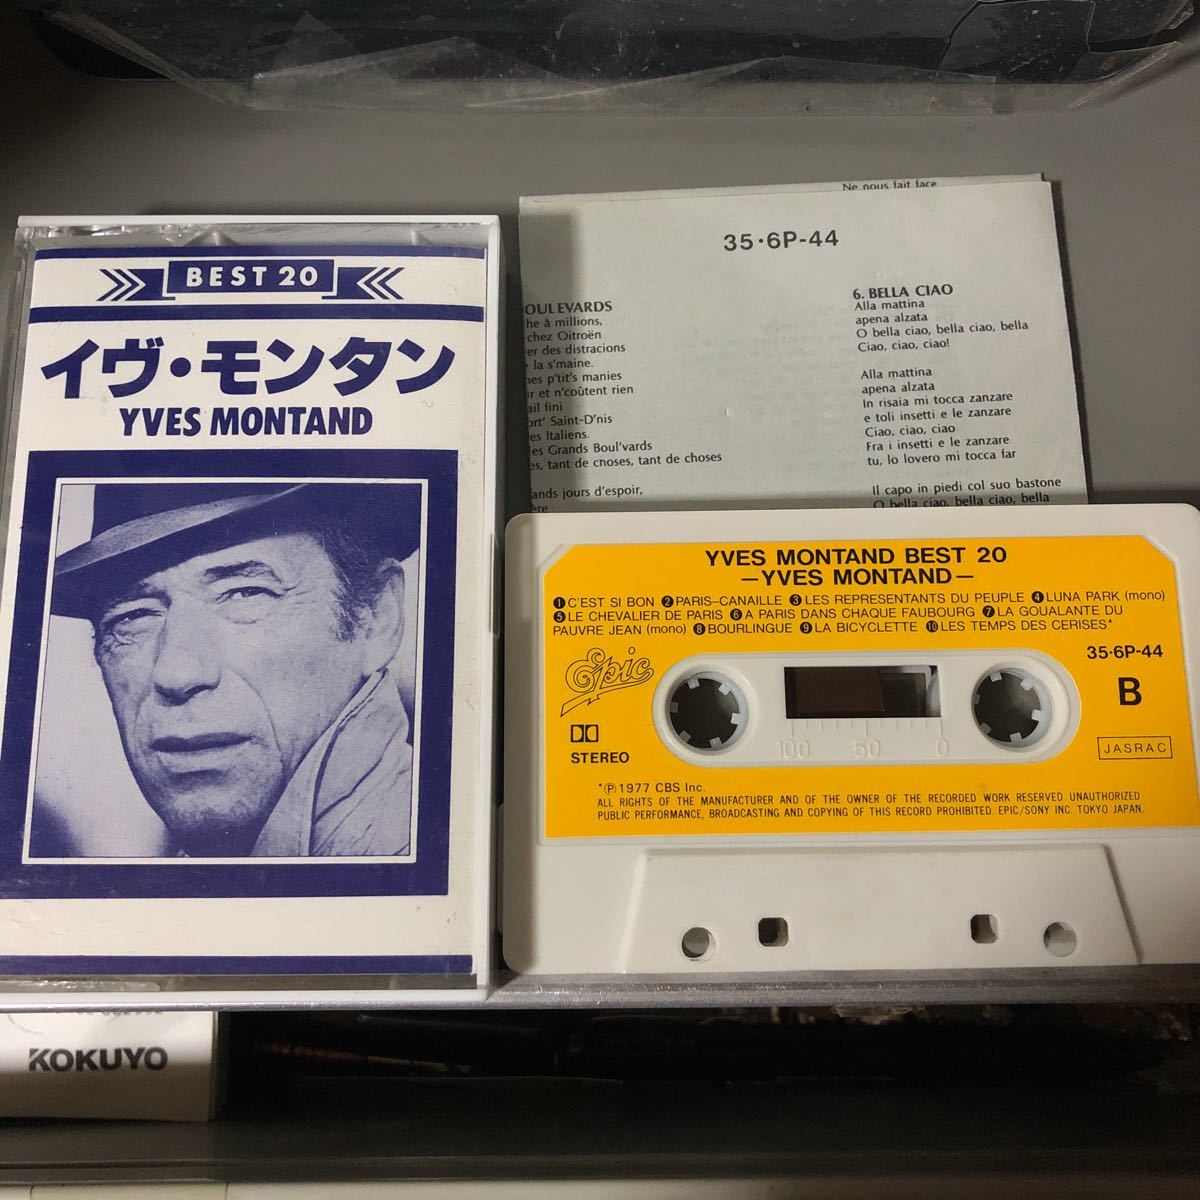 BEST 20
イヴ・モンタン
YVES MONTAND
Ne nous fait face
35・6P-44
OULEVARDS
he à millions,
chez Oitroën
er des distracions
la s'maine.
es p'tit's manies
ir et n'coûtent rien
ail fini
ort' Saint-D'nis
es Italiens.
es Grands Boul'vards
es, tant de choses, tant de choses
ands jours d'espoir,
ère
6. BELLA CIAO
Alla mattina
apena alzata
O bella ciao, bella ciao, bella
Ciao, ciao, ciao!
Alla mattina
apena alzata
In risaia mi tocca zanzare
e toli insetti e le zanzare
Ciao, ciao, ciao
Fra i insetti e le zanzare
tu, lo lovero mi tocca far
Il capo in piedi col suo bastone
O bella ciao, bella ciao, bella
YVES MONTAND BEST 20
—YVES MONTAND—
❶C'EST SI BON ❷PARIS-CANAILLE ❸LES REPRESENTANTS DU PEUPLE ❹LUNA PARK (mono)
❺LE CHEVALIER DE PARIS ❻A PARIS DANS CHAQUE FAUBOURG ❼LA GOUALANTE DU
PAUVRE JEAN (mono) ❽BOURLINGUE ❾LA BICYCLETTE ❿LES TEMPS DES CERISES*
35・6P-44
Epic
B
100 50 0
STEREO
JASRAC
*Ⓟ1977 CBS Inc.
ALL RIGHTS OF THE MANUFACTURER AND OF THE OWNER OF THE RECORDED WORK RESERVED UNAUTHORIZED
PUBLIC PERFORMANCE, BROADCASTING AND COPYING OF THIS RECORD PROHIBITED. EPIC/SONY INC. TOKYO JAPAN.
KOKUYO